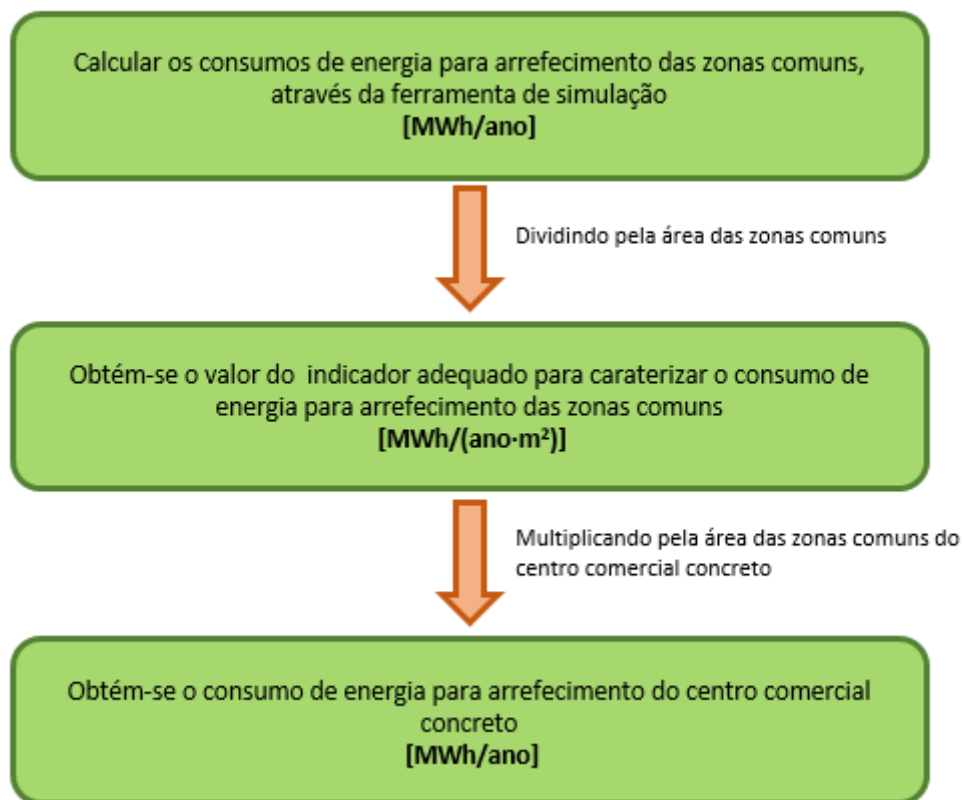 Calcular os consumos de energia para arrefecimento das zonas comuns,
através da ferramenta de simulação
[MWh/ano]
Dividindo pela área das zonas comuns
Obtém-se o valor do  indicador adequado para caraterizar o consumo de
energia para arrefecimento das zonas comuns
[MWh/(ano·m²)]
Multiplicando pela área das zonas comuns do
centro comercial concreto
Obtém-se o consumo de energia para arrefecimento do centro comercial
concreto
[MWh/ano]